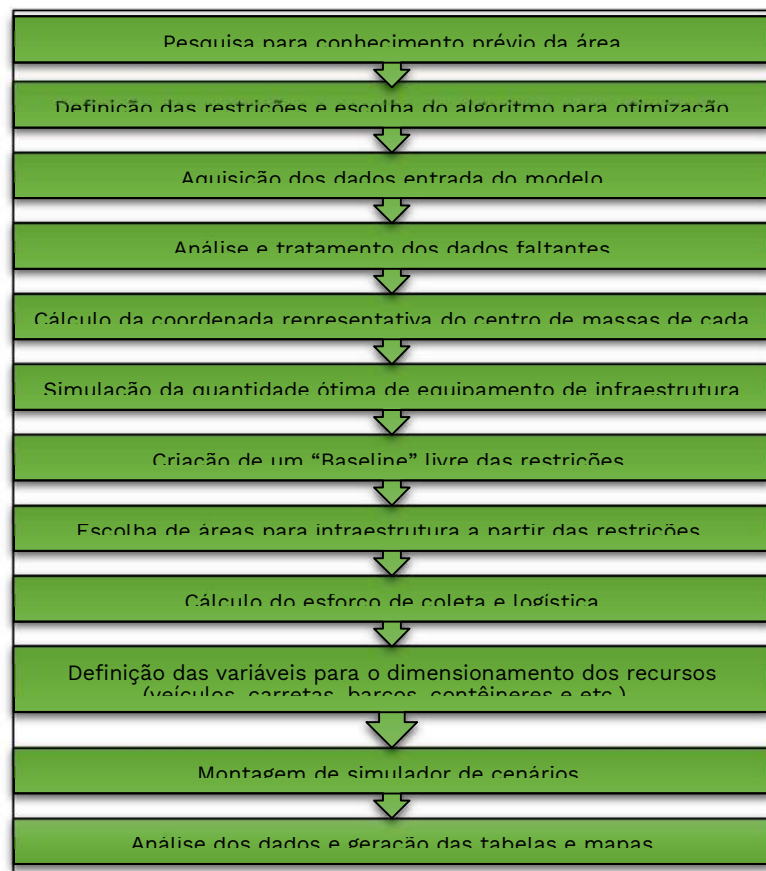 Pesquisa para conhecimento prévio da área
Definição das restrições e escolha do algoritmo para otimização
Aquisição dos dados entrada do modelo
Análise e tratamento dos dados faltantes
Cálculo da coordenada representativa do centro de massas de cada
Simulação da quantidade ótima de equipamento de infraestrutura
Criação de um “Baseline” livre das restrições
Escolha de áreas para infraestrutura a partir das restrições
Cálculo do esforço de coleta e logística
Definição das variáveis para o dimensionamento dos recursos
(veículos, carretas, barcos, contêineres e etc.)
Montagem de simulador de cenários
Análise dos dados e geração das tabelas e mapas